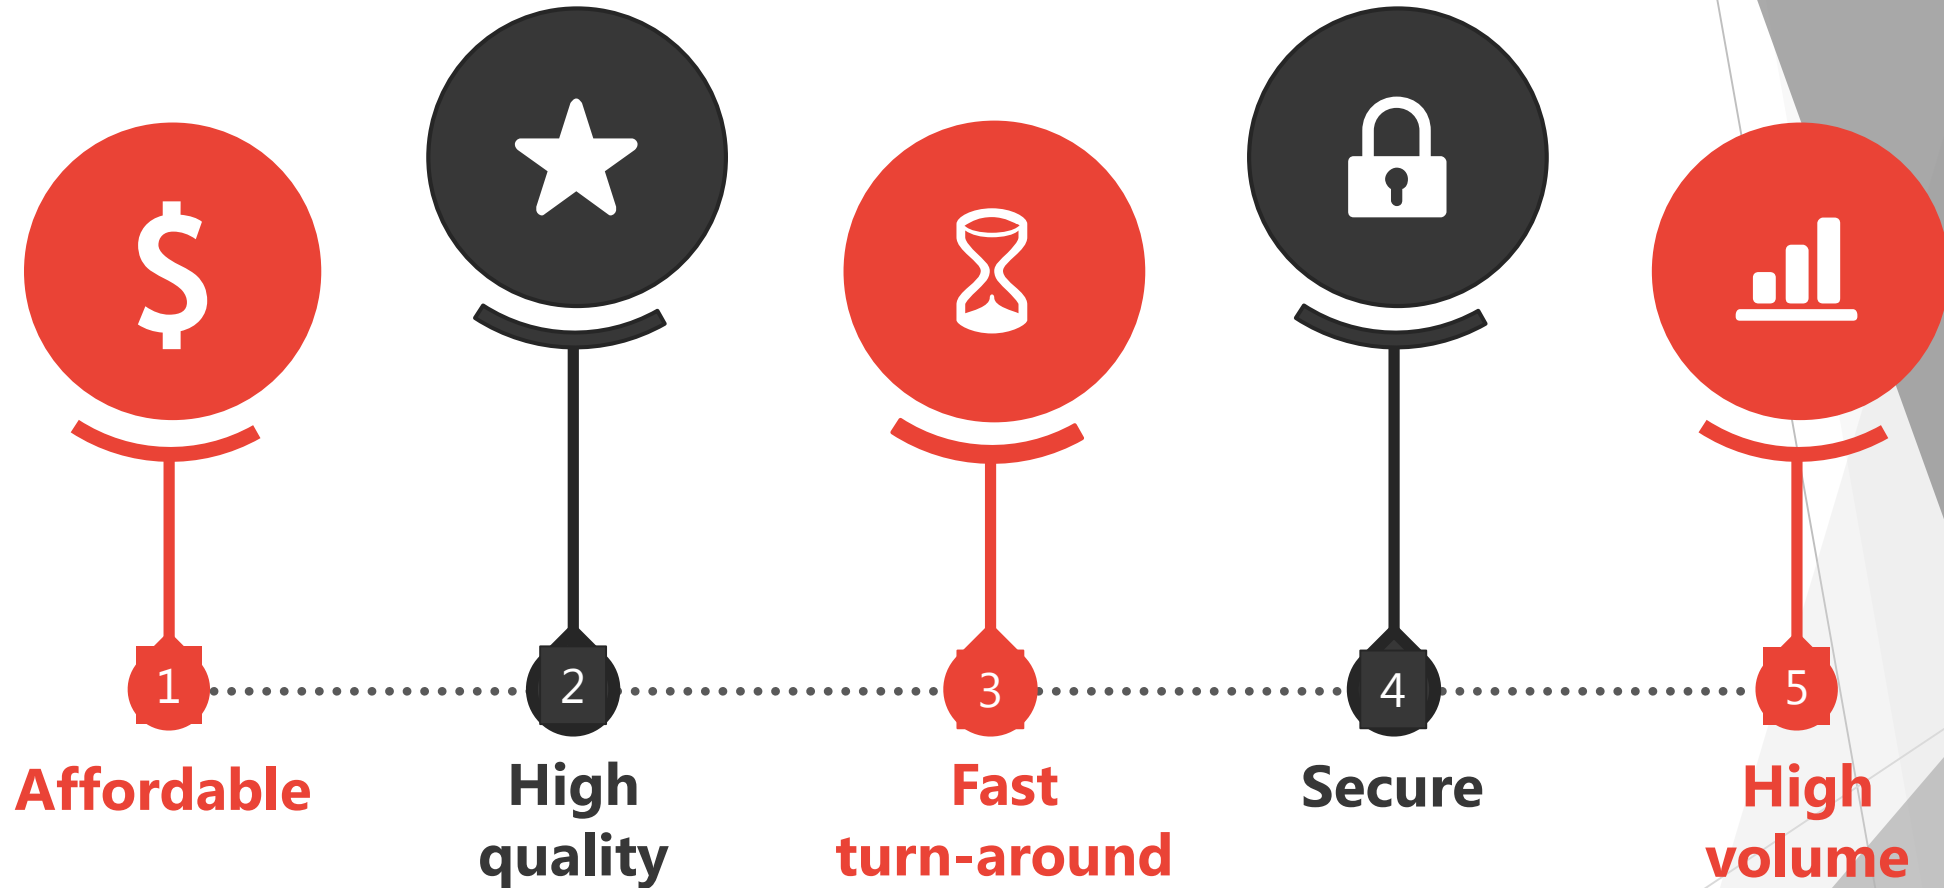 1
2
3
4
5
Affordable
High
quality
Fast
turn-around
Secure
High
volume